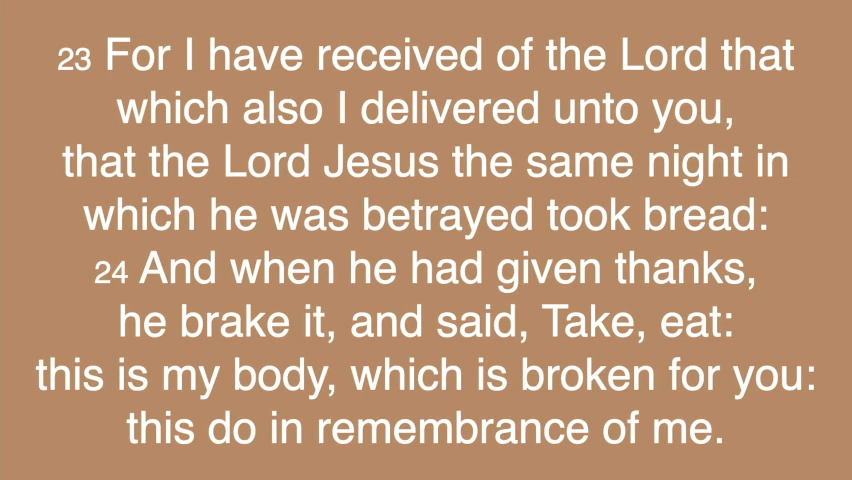 23 For I have received of the Lord that
which also I delivered unto you,
that the Lord Jesus the same night in
which he was betrayed took bread:
24 And when he had given thanks,
he brake it, and said, Take, eat:
this is my body, which is broken for you:
this do in remembrance of me.